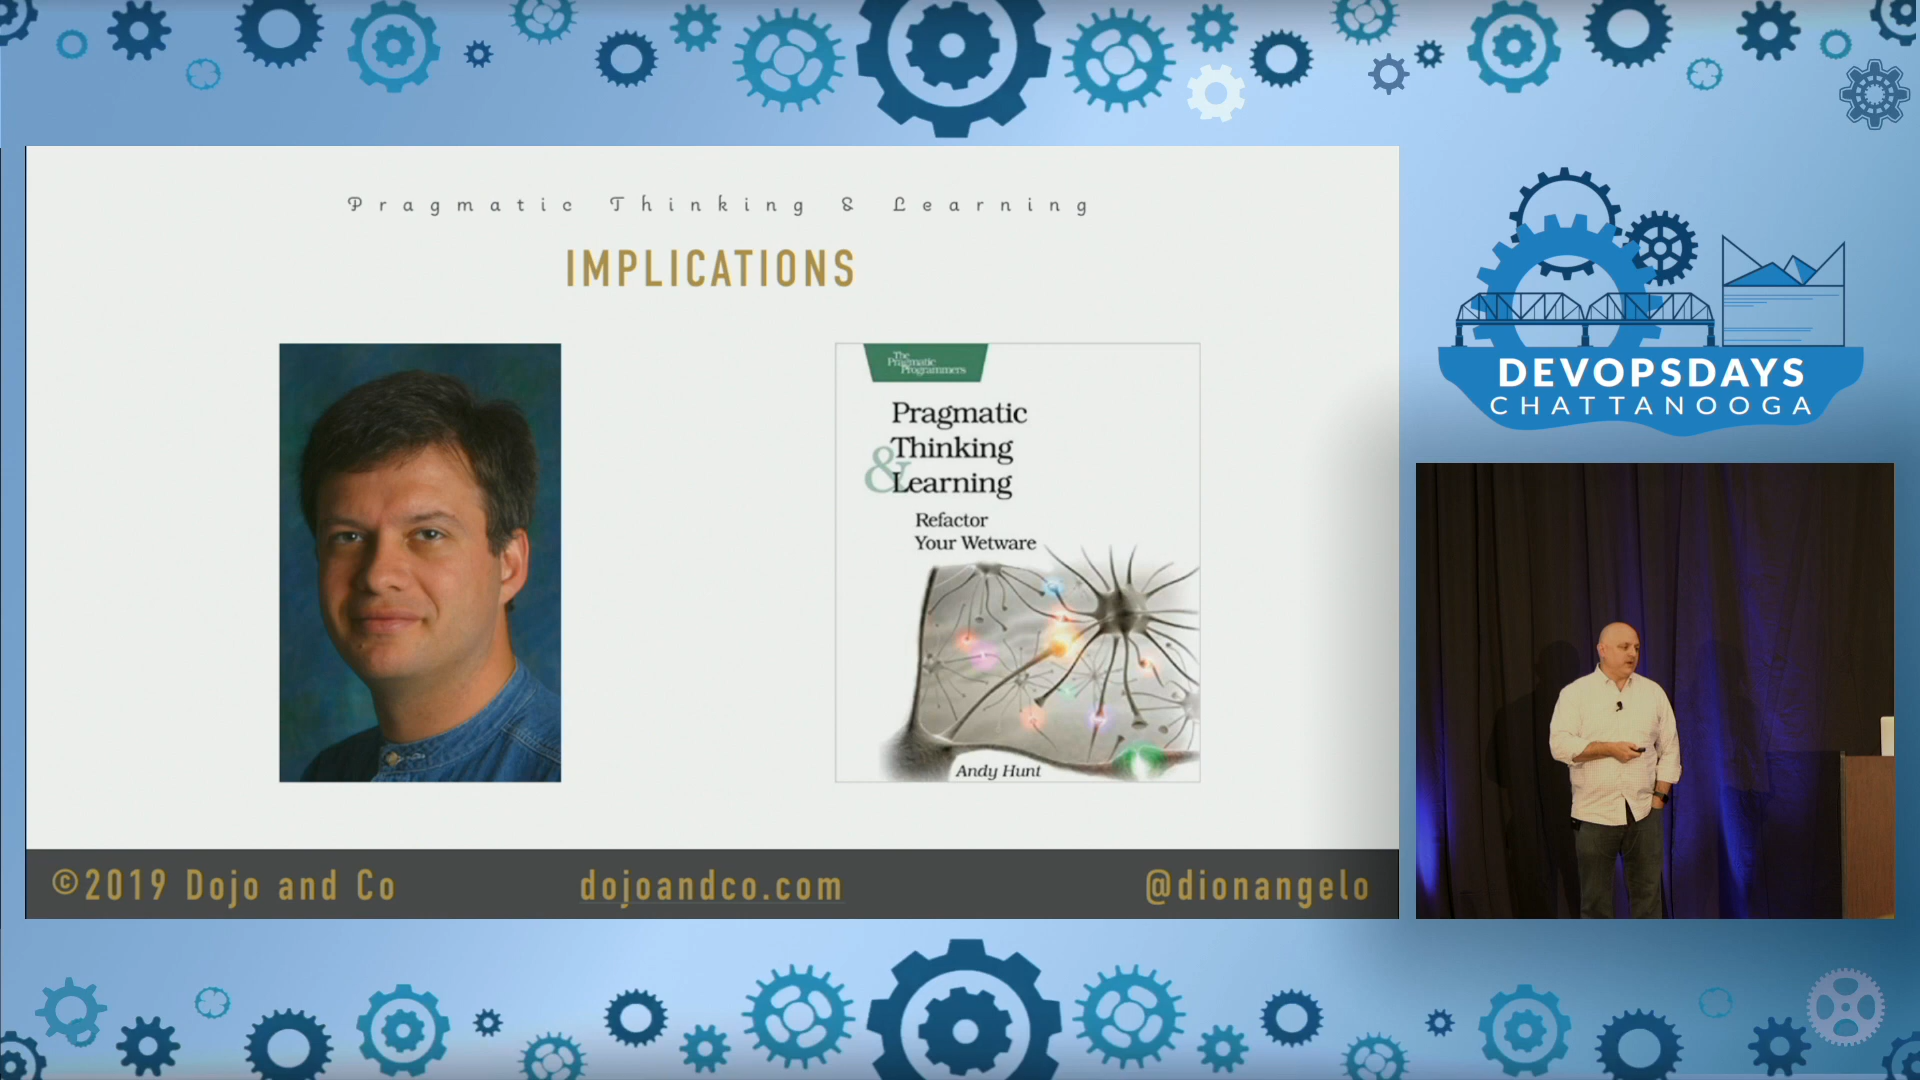 Pragmatic Thinking & Learning
IMPLICATIONS
The
Pragmatic
Programmers
Pragmatic
Thinking
& Learning
Refactor
Your Wetware
Andy Hunt
©2019 Dojo and Co
dojoandco.com
@dionangelo
DEVOPSDAYS
CHATTANOOGA